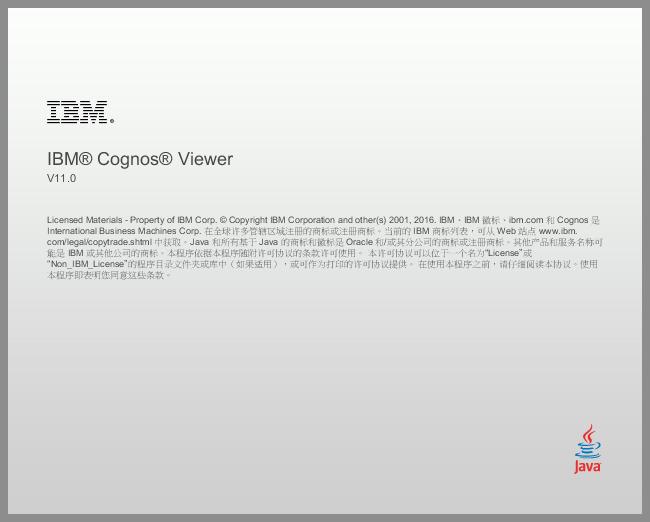 IBM®
IBM® Cognos® Viewer
V11.0
Licensed Materials - Property of IBM Corp. © Copyright IBM Corporation and other(s) 2001, 2016. IBM、IBM 徽标、ibm.com 和 Cognos 是
International Business Machines Corp. 在全球许多管辖区域注册的商标或注册商标。当前的 IBM 商标列表，可从 Web 站点 www.ibm.
com/legal/copytrade.shtml 中获取。Java 和所有基于 Java 的商标和徽标是 Oracle 和/或其分公司的商标或注册商标。其他产品和服务名称可
能是 IBM 或其他公司的商标。本程序依据本程序随附许可协议的条款许可使用。 本许可协议可以位于一个名为“License”或
“Non_IBM_License”的程序目录文件夹或库中（如果适用），或可作为打印的许可协议提供。 在使用本程序之前，请仔细阅读本协议。使用
本程序即表明您同意这些条款。
Java